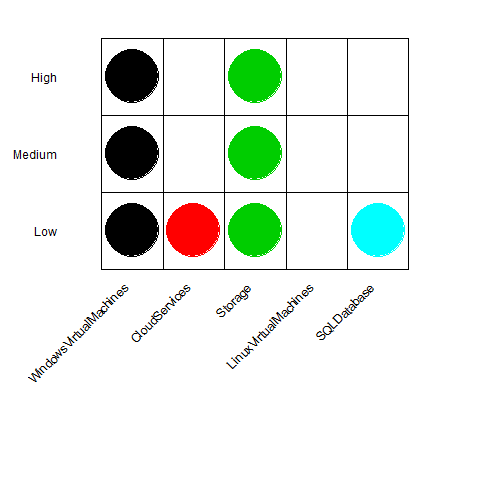 High
Medium
Low
WindowsVirtualMachines
CloudServices
Storage
LinuxVirtualMachines
SQLDatabase